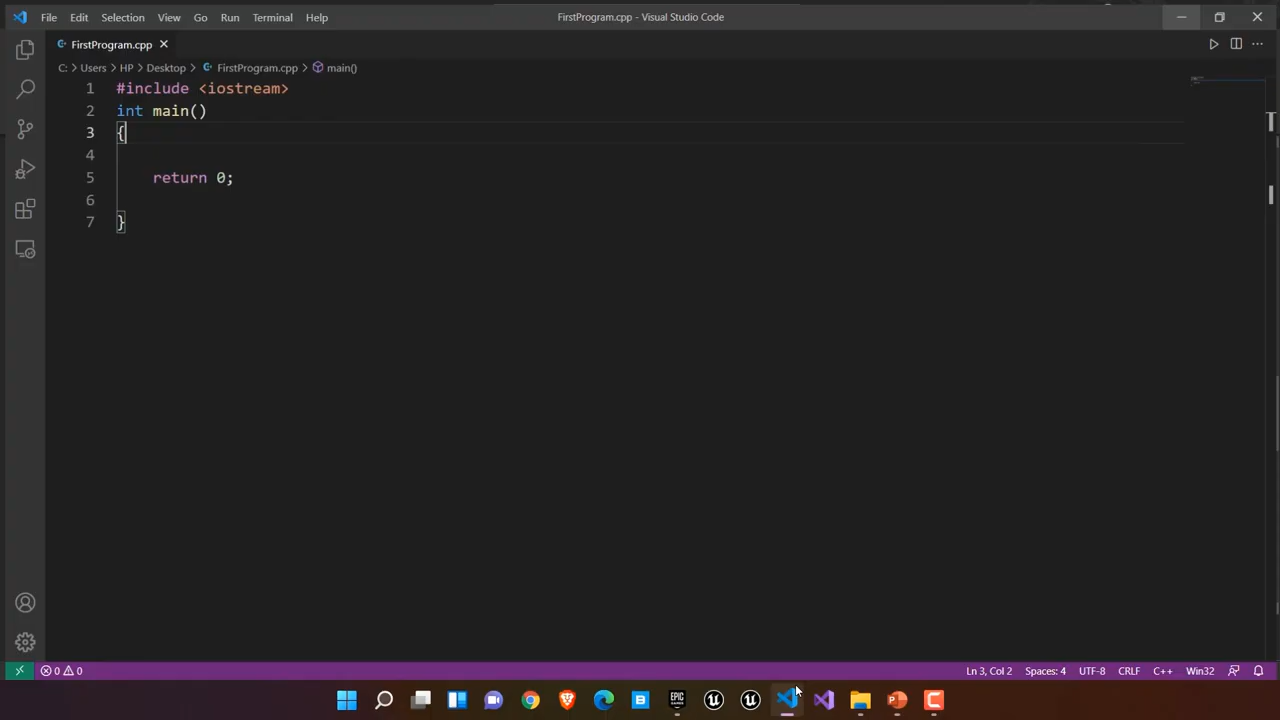 File Edit Selection View Go Run Terminal Help
FirstProgram.cpp - Visual Studio Code
FirstProgram.cpp
C: > Users > HP > Desktop > FirstProgram.cpp > main()
1 #include <iostream>
2 int main()
3 {
4
5 return 0;
6
7 }
0 0
Ln 3, Col 2 Spaces: 4 UTF-8 CRLF C++ Win32
EPIC GAMES